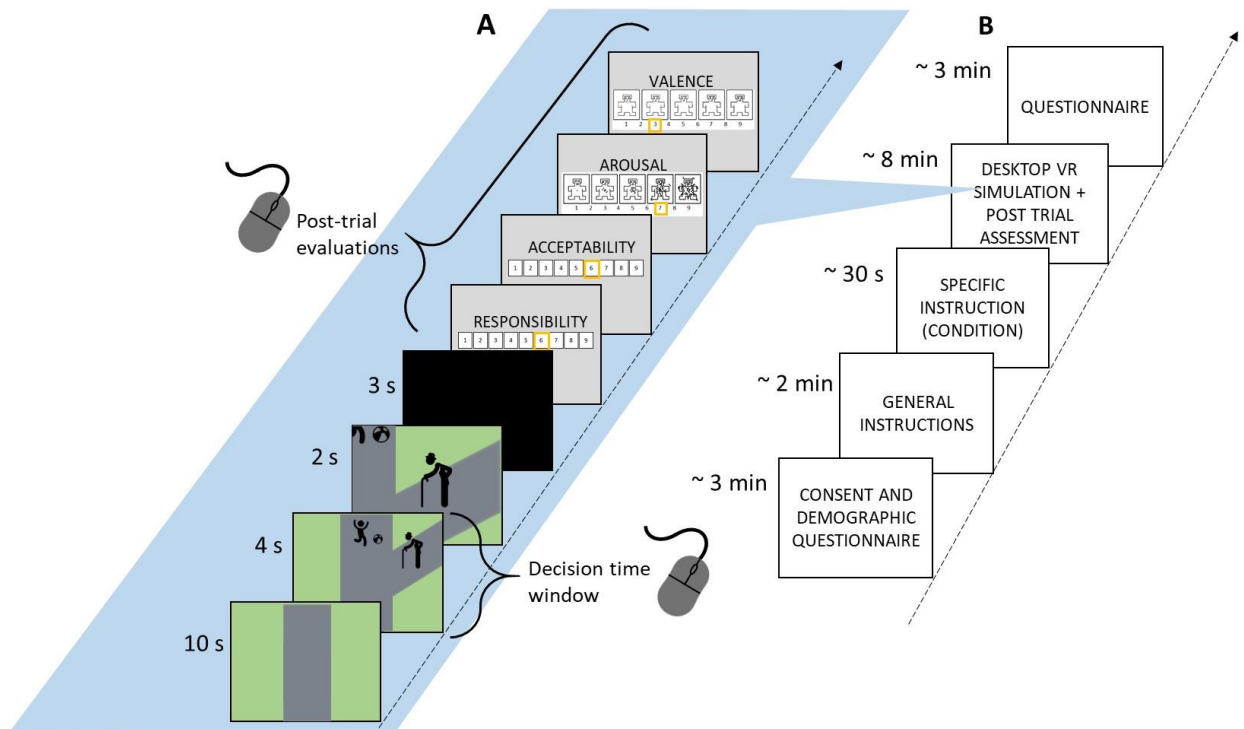 A
VALENCE
1 2 3 4 5 6 7 8 9
AROUSAL
1 2 3 4 5 6 7 8 9
ACCEPTABILITY
1 2 3 4 5 6 7 8 9
RESPONSIBILITY
1 2 3 4 5 6 7 8 9
Post-trial
evaluations
3 s
2 s
4 s
10 s
Decision time
window
B
~ 3 min
QUESTIONNAIRE
~ 8 min
DESKTOP VR
SIMULATION +
POST TRIAL
ASSESSMENT
~ 30 s
SPECIFIC
INSTRUCTION
(CONDITION)
~ 2 min
GENERAL
INSTRUCTIONS
~ 3 min
CONSENT AND
DEMOGRAPHIC
QUESTIONNAIRE